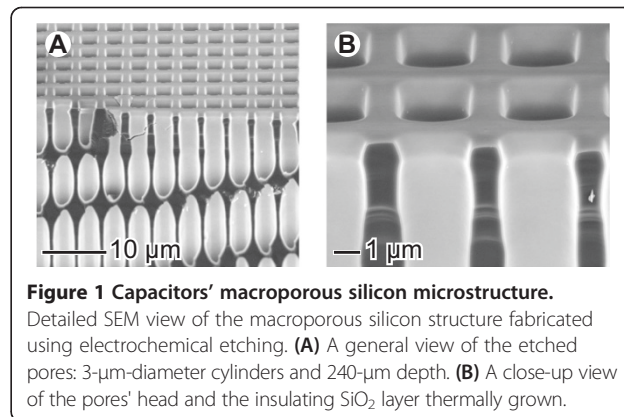 A
B
10 μm
1 μm
Figure 1 Capacitors' macroporous silicon microstructure.
Detailed SEM view of the macroporous silicon structure fabricated
using electrochemical etching. (A) A general view of the etched
pores: 3-μm-diameter cylinders and 240-μm depth. (B) A close-up view
of the pores' head and the insulating SiO₂ layer thermally grown.